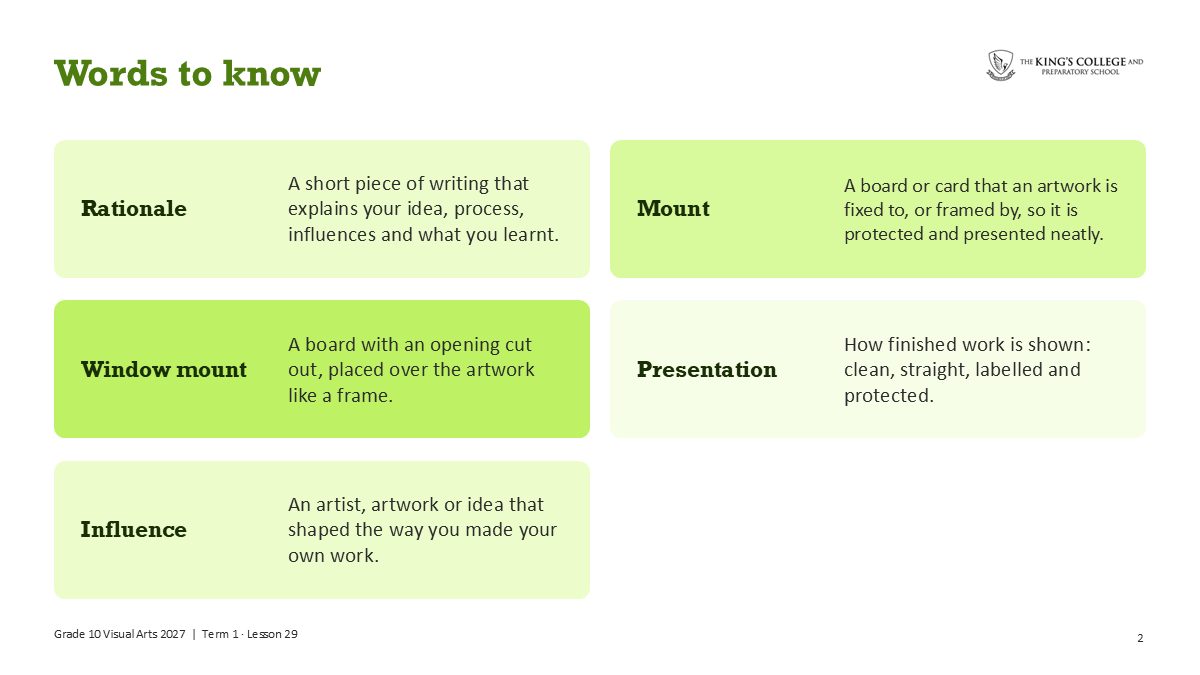 Words to know
THE KING'S COLLEGE AND
PREPARATORY SCHOOL
Rationale
A short piece of writing that
explains your idea, process,
influences and what you learnt.
Mount
A board or card that an artwork is
fixed to, or framed by, so it is
protected and presented neatly.
Window mount
A board with an opening cut
out, placed over the artwork
like a frame.
Presentation
How finished work is shown:
clean, straight, labelled and
protected.
Influence
An artist, artwork or idea that
shaped the way you made your
own work.
Grade 10 Visual Arts 2027 | Term 1 · Lesson 29
2